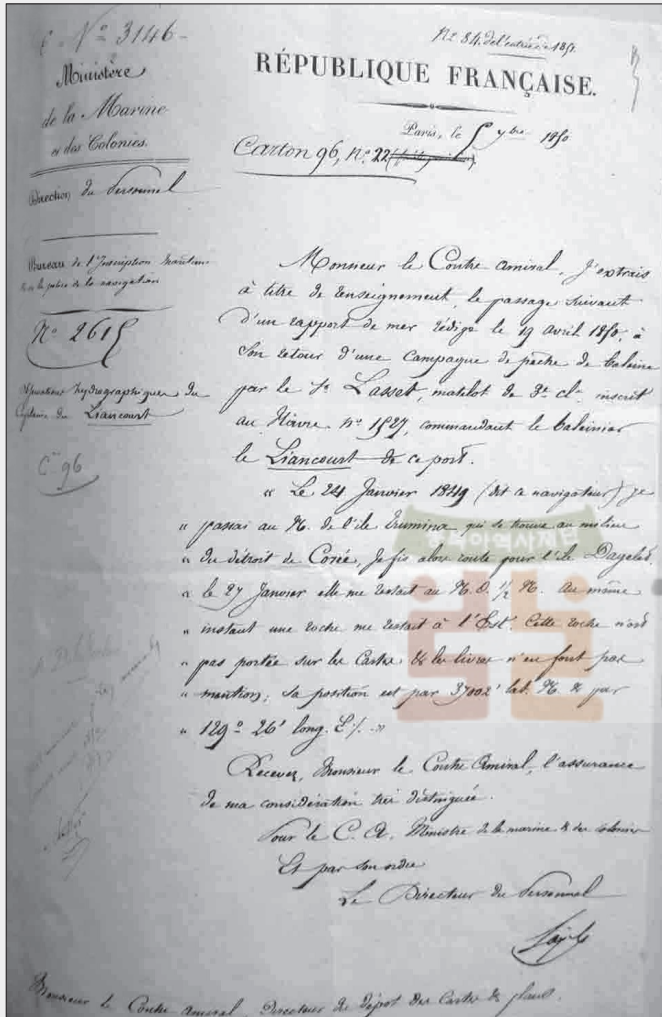 C. N° 3146-
N° 84 de l'entrée de 1851
Ministère
de la Marine
et des Colonies.
RÉPUBLIQUE FRANÇAISE.
Paris, le 5 7bre 1850
Carton 96, N° 22
Direction du Personnel
Bureau de l'Inscription Maritime
& de la police de la navigation
N° 2615
hydrographiques du
Capitaine du Liancourt
Con 96
Monsieur le Contre amiral, J'extrais
à titre de renseignement, le passage suivant
d'un rapport de mer rédigé le 19 avril 1850, à
son retour d'une campagne de pêche de baleine
par le Sr Lasset, matelot de 3e cl. inscrit
au Hâvre n° 1527, commandant le baleinier
le Liancourt de ce port.
" Le 24 Janvier 1849 (dit ce navigateur) je
" passai au N. de l'île qui se trouve au milieu
" du détroit de Corée, Je fis alors route pour l'île Dagelet,
" le 27 Janvier elle me restait au N. O. ½ N. Au même
" instant une roche me restait à l'Est. Cette roche n'est
" pas portée sur les Cartes & les livres n'en font pas
" mention; sa position est par 37°02' lat. N. & par
" 129° 26' long. E/. "
Recevez, Monsieur le Contre Amiral, l'assurance
de ma considération très distinguée.
Pour le C. A. Ministre de la marine & des colonies
Et par son ordre
Le Directeur du Personnel
Monsieur le Contre amiral, Directeur du dépôt des Cartes & plans.